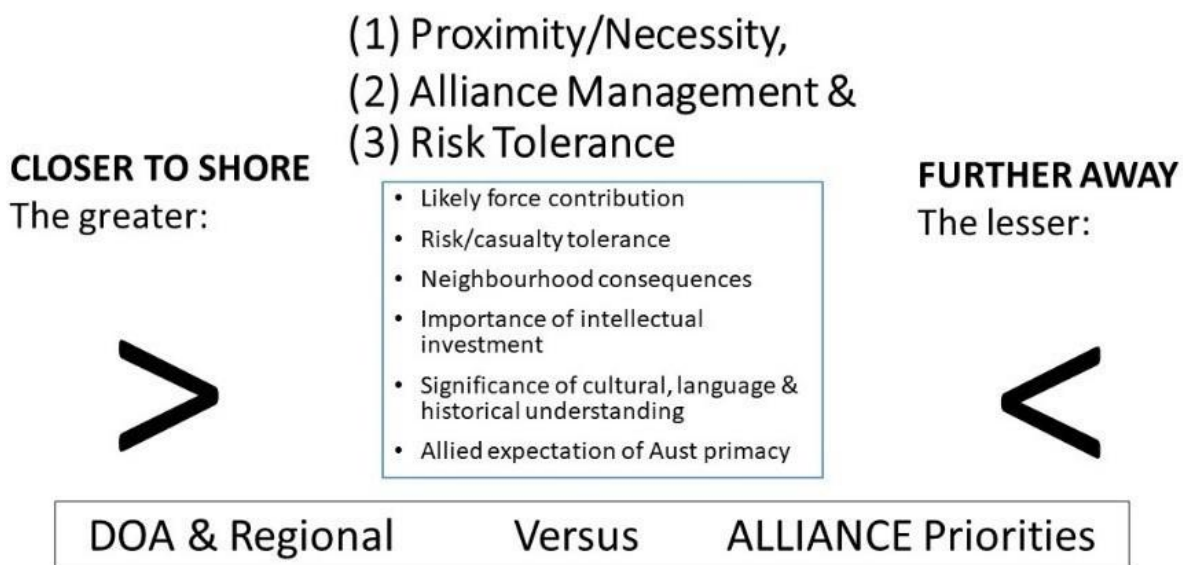 (1) Proximity/Necessity,
(2) Alliance Management &
(3) Risk Tolerance
CLOSER TO SHORE
The greater:
>
• Likely force contribution
• Risk/casualty tolerance
• Neighbourhood consequences
• Importance of intellectual
investment
• Significance of cultural, language &
historical understanding
• Allied expectation of Aust primacy
FURTHER AWAY
The lesser:
<
DOA & Regional Versus ALLIANCE Priorities